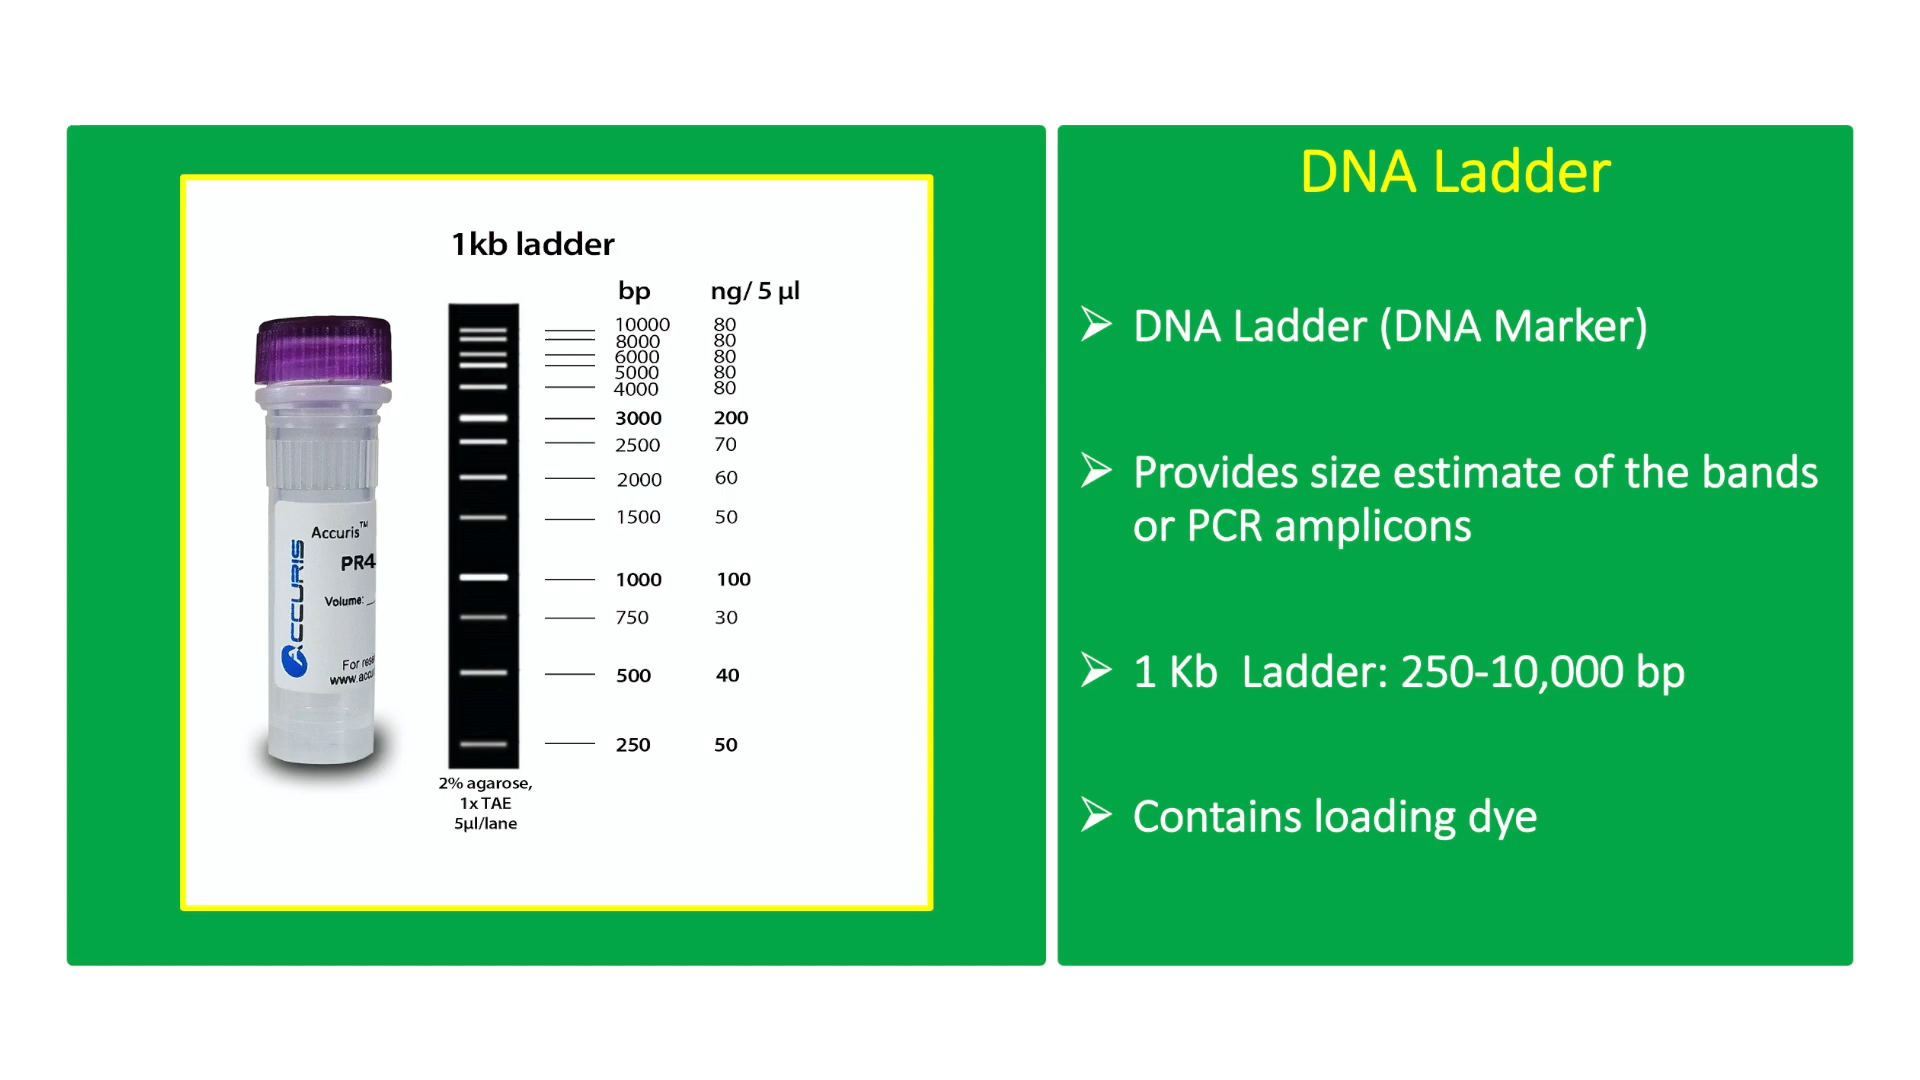 1kb ladder
bp ng/ 5 µl
10000 80
8000 80
6000 80
5000 80
4000 80
3000 200
2500 70
2000 60
1500 50
1000 100
750 30
500 40
250 50
2% agarose,
1x TAE
5µl/lane
Accuris™
PR4
Volume:
ACCURIS
For
www.
DNA Ladder
➢ DNA Ladder (DNA Marker)
➢ Provides size estimate of the bands
or PCR amplicons
➢ 1 Kb Ladder: 250-10,000 bp
➢ Contains loading dye